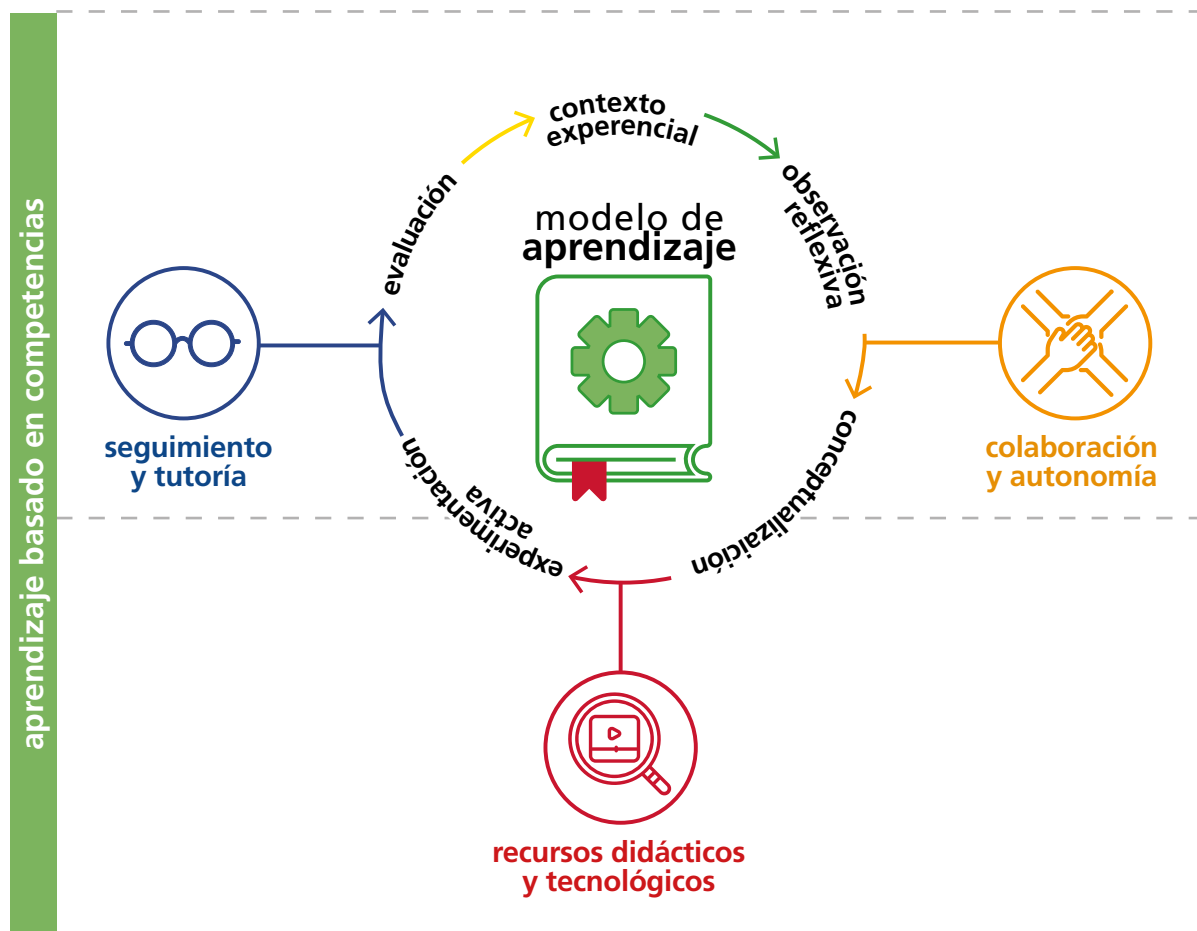 aprendizaje basado en competencias
contexto
experencial
observación
reflexiva
modelo de
aprendizaje
evaluación
seguimiento
y tutoría
colaboración
y autonomía
conceptualizaición
experimentación
activa
recursos didácticos
y tecnológicos